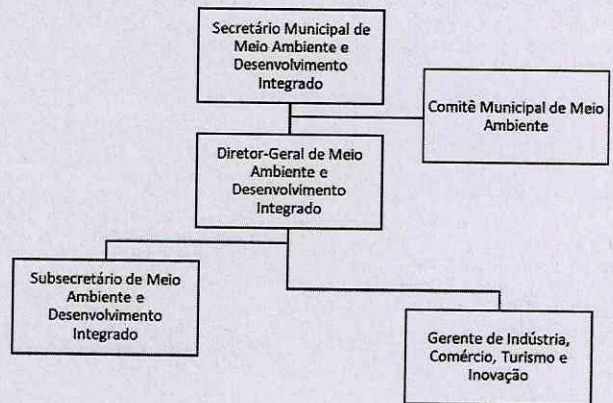 Secretário Municipal de
Meio Ambiente e
Desenvolvimento
Integrado
Comitê Municipal de Meio
Ambiente
Diretor-Geral de Meio
Ambiente e
Desenvolvimento
Integrado
Subsecretário de Meio
Ambiente e
Desenvolvimento
Integrado
Gerente de Indústria,
Comércio, Turismo e
Inovação